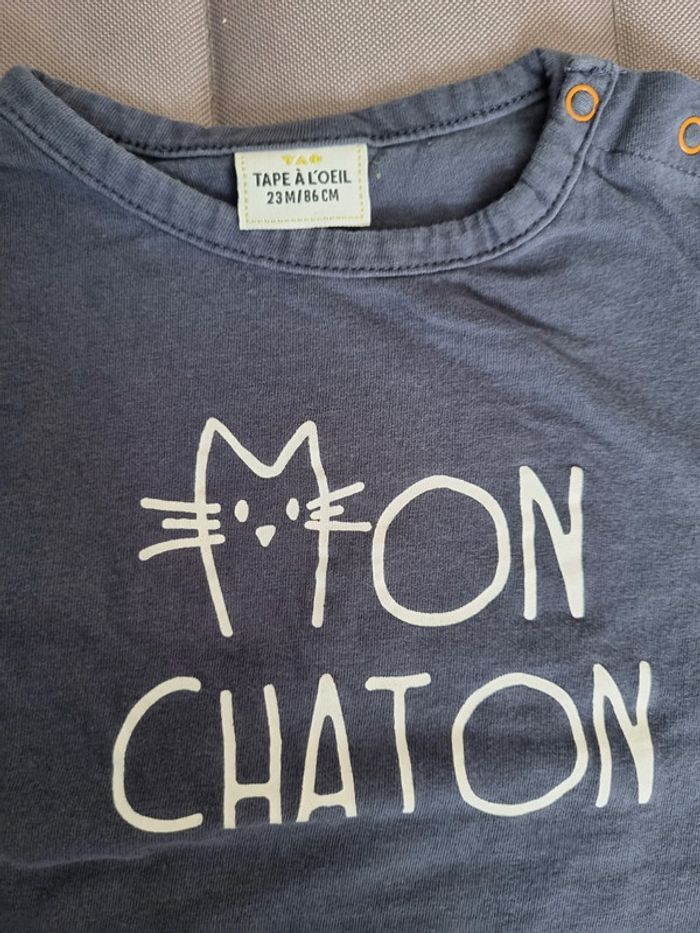 TAO
TAPE À L'OEIL
23M/86CM
MON
CHATON